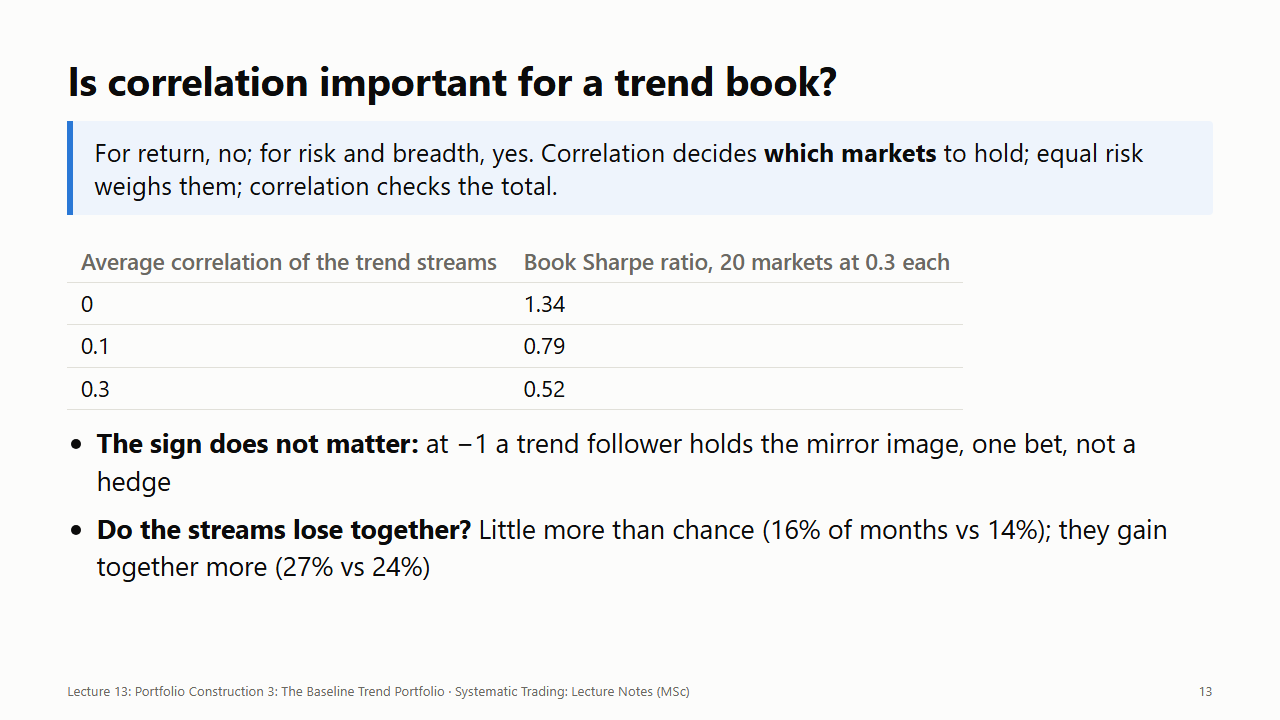 Is correlation important for a trend book?
For return, no; for risk and breadth, yes. Correlation decides which markets to hold; equal risk
weighs them; correlation checks the total.
Average correlation of the trend streams Book Sharpe ratio, 20 markets at 0.3 each
0 1.34
0.1 0.79
0.3 0.52
• The sign does not matter: at −1 a trend follower holds the mirror image, one bet, not a
hedge
• Do the streams lose together? Little more than chance (16% of months vs 14%); they gain
together more (27% vs 24%)
Lecture 13: Portfolio Construction 3: The Baseline Trend Portfolio · Systematic Trading: Lecture Notes (MSc) 13